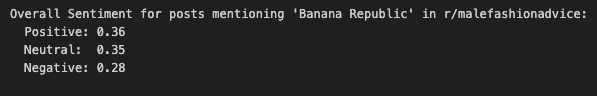 Overall Sentiment for posts mentioning 'Banana Republic' in r/malefashionadvice:
Positive: 0.36
Neutral: 0.35
Negative: 0.28